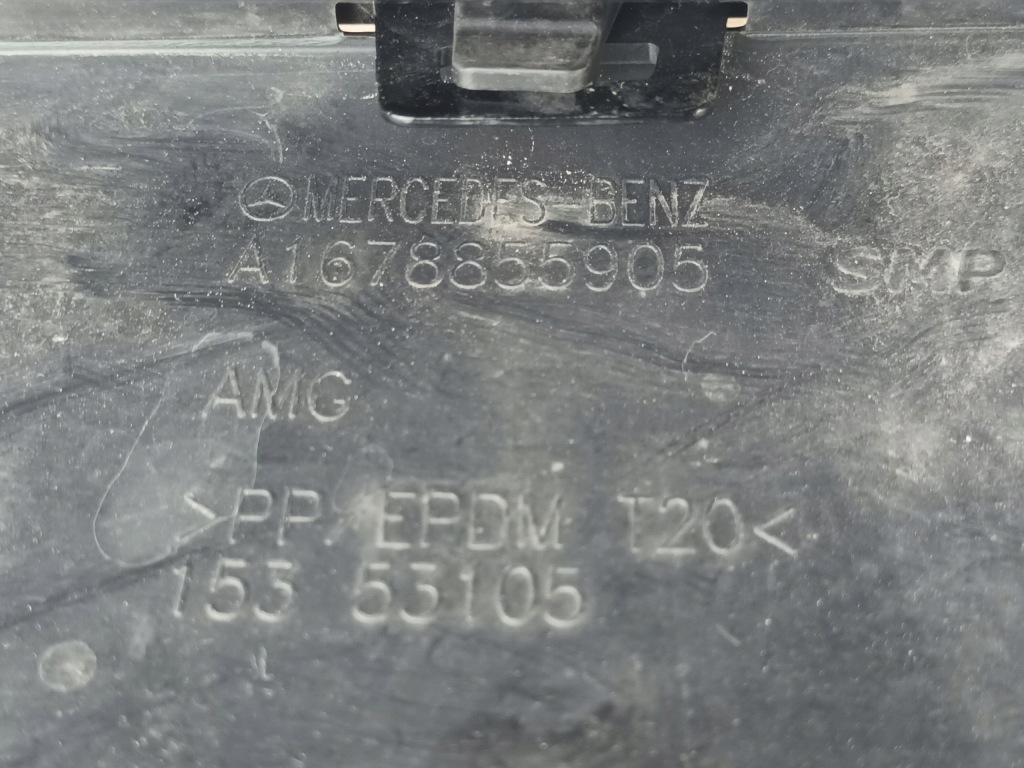 MERCEDES-BENZ
A1678855905
SMP
AMG
>PP, EPDM T20<
153 53105